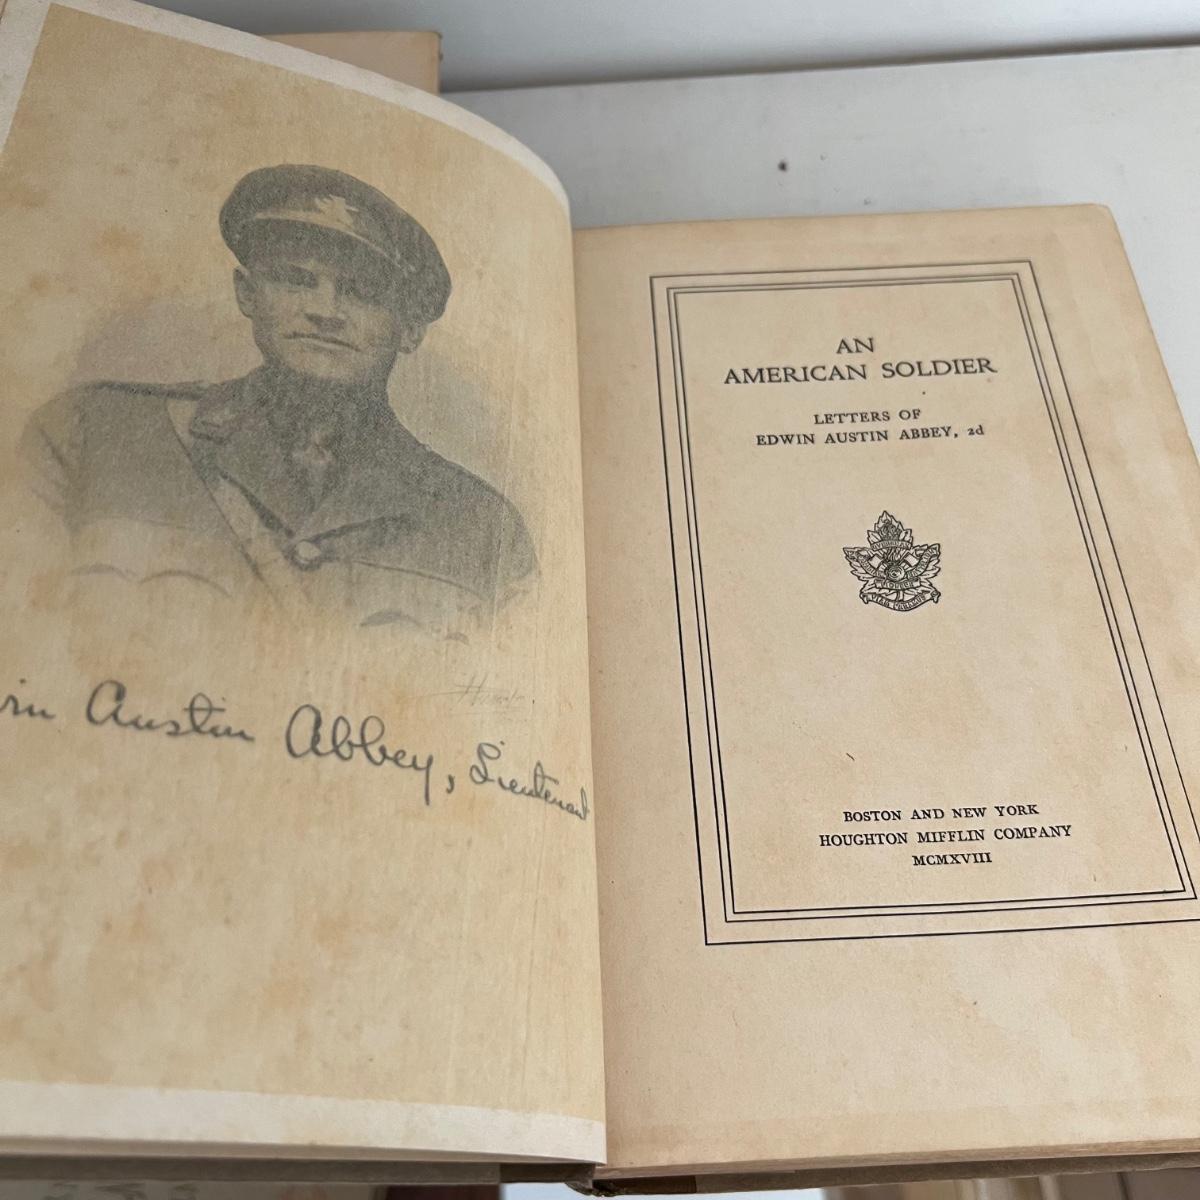 Austin Abbey, Lieutenant
AN
AMERICAN SOLDIER
LETTERS OF
EDWIN AUSTIN ABBEY, 2d
BOSTON AND NEW YORK
HOUGHTON MIFFLIN COMPANY
MCMXVIII